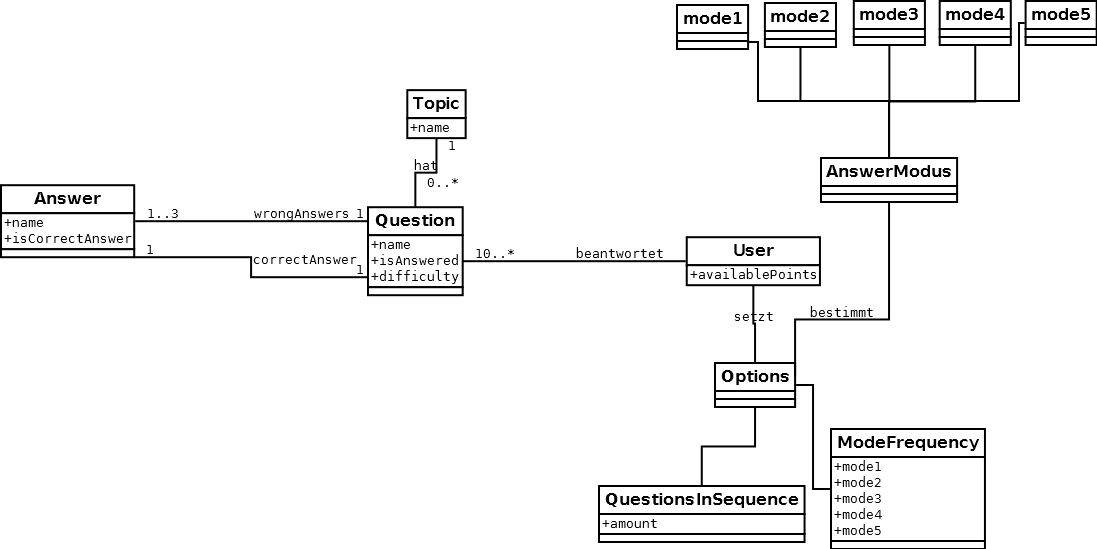 mode1
mode2
mode3
mode4
mode5
Topic
+name
1
hat
0..*
AnswerModus
Answer
+name
+isCorrectAnswer
1..3
wrongAnswers 1
1
correctAnswer
1
Question
+name
+isAnswered
+difficulty
10..*
beantwortet
User
+availablePoints
setzt
bestimmt
Options
ModeFrequency
+mode1
+mode2
+mode3
+mode4
+mode5
QuestionsInSequence
+amount